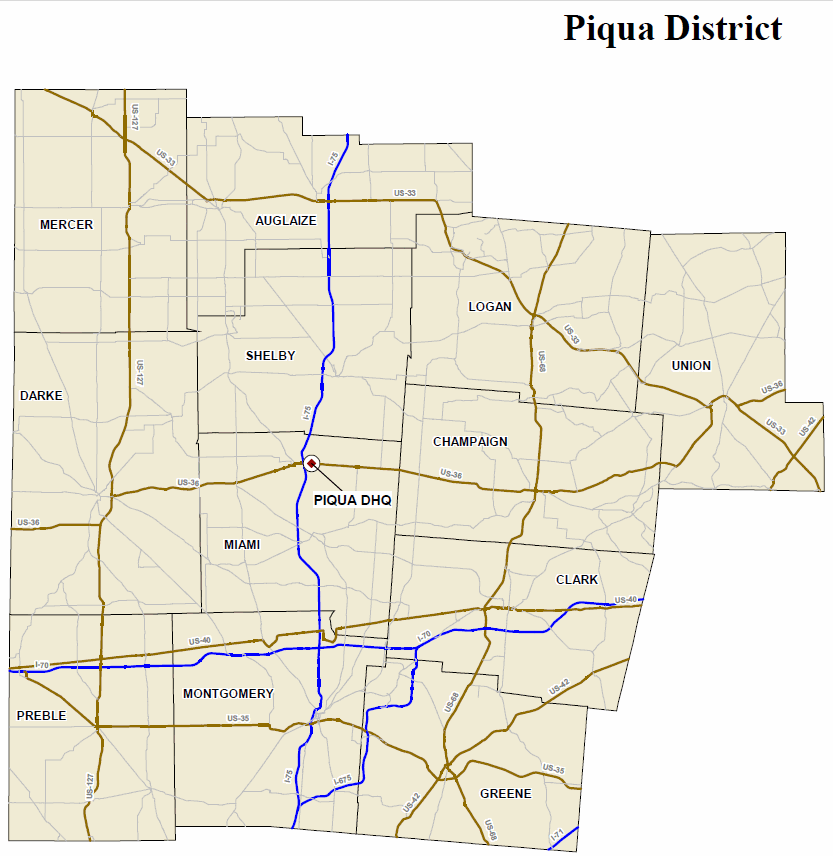 Piqua District
US-127
I-75
US-33
US-33
MERCER
AUGLAIZE
LOGAN
US-33
SHELBY
US-68
UNION
US-127
DARKE
US-36
I-75
US-33
US-42
CHAMPAIGN
US-36
US-36
PIQUA DHQ
US-36
MIAMI
CLARK
US-40
US-40
I-70
I-70
US-42
MONTGOMERY
US-68
PREBLE
US-35
US-35
I-75
I-675
US-127
GREENE
US-42
US-68
I-71